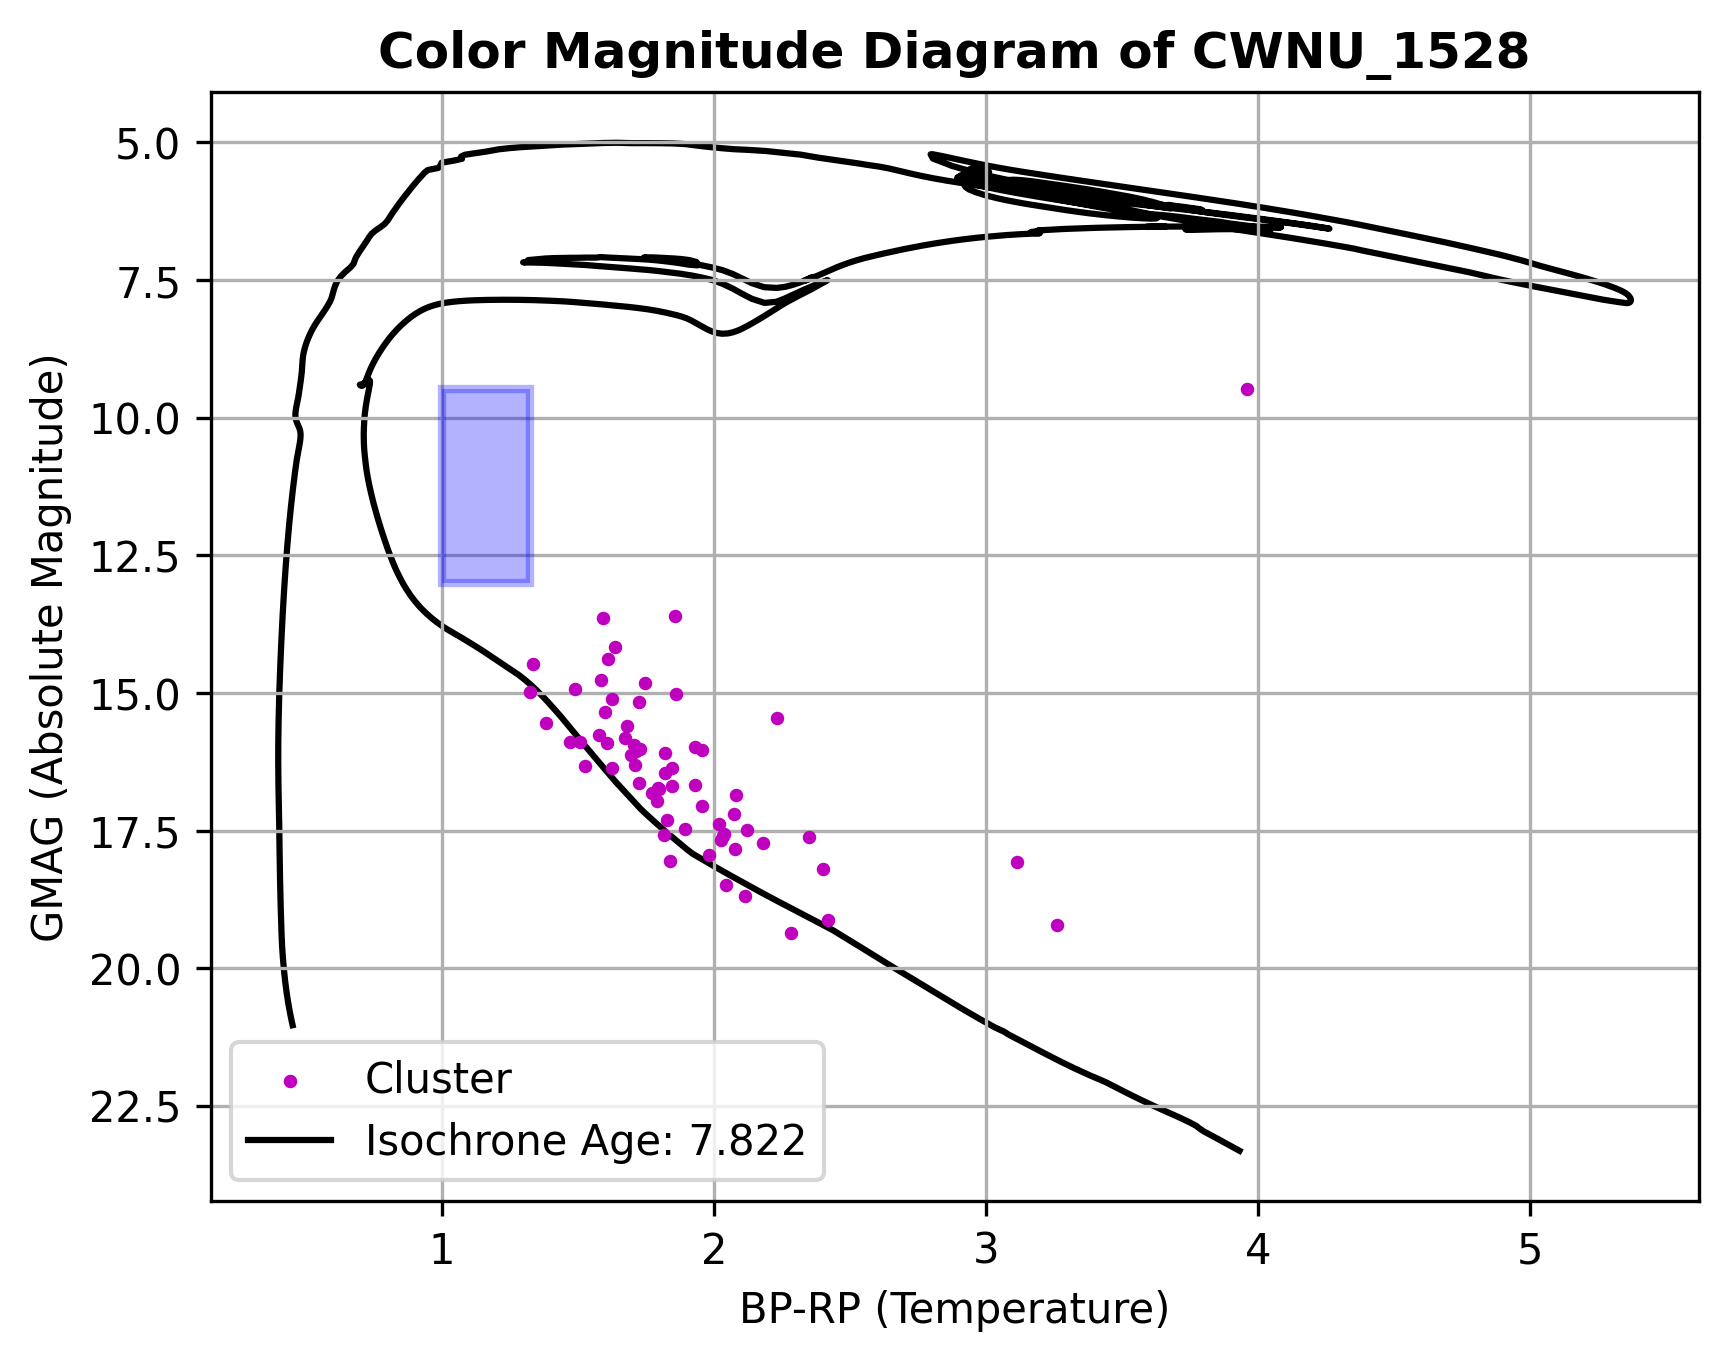 Color Magnitude Diagram of CWNU_1528
GMAG (Absolute Magnitude)
5.0
7.5
10.0
12.5
15.0
17.5
20.0
22.5
Cluster
Isochrone Age: 7.822
1 2 3 4 5
BP-RP (Temperature)